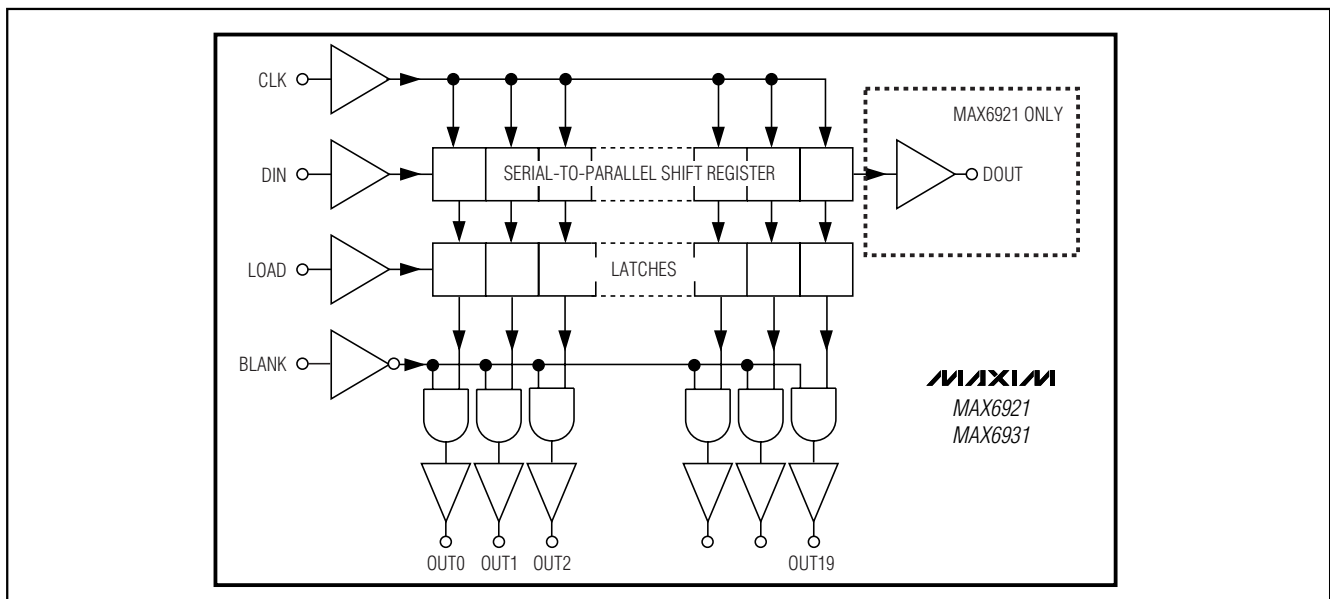 CLK
MAX6921 ONLY
DIN
SERIAL-TO-PARALLEL SHIFT REGISTER
DOUT
LOAD
LATCHES
BLANK
MAXIM
MAX6921
MAX6931
OUT0 OUT1 OUT2 OUT19